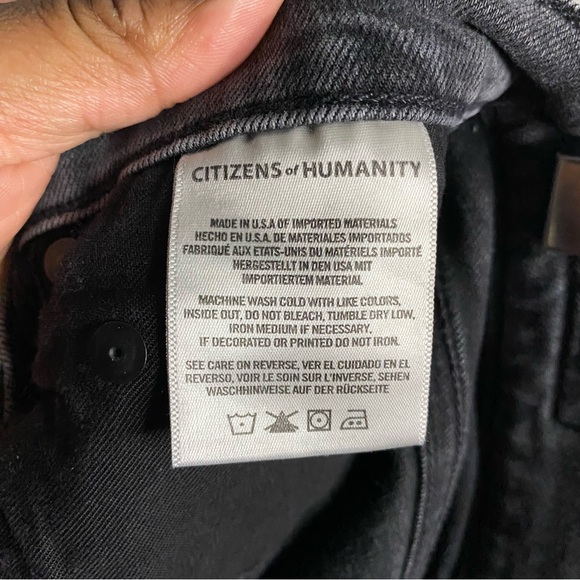 CITIZENS of HUMANITY
MADE IN U.S.A OF IMPORTED MATERIALS
HECHO EN U.S.A. DE MATERIALES IMPORTADOS
FABRIQUÉ AUX ETATS-UNIS DU MATÉRIELS IMPORTÉ
HERGESTELLT IN DEN USA MIT
IMPORTIERTEM MATERIAL
MACHINE WASH COLD WITH LIKE COLORS,
INSIDE OUT, DO NOT BLEACH, TUMBLE DRY LOW,
IRON MEDIUM IF NECESSARY.
IF DECORATED OR PRINTED DO NOT IRON.
SEE CARE ON REVERSE, VER EL CUIDADO EN EL
REVERSO, VOIR LE SOIN SUR L'INVERSE, SEHEN
WASCHHINWEISE AUF DER RÜCKSEITE